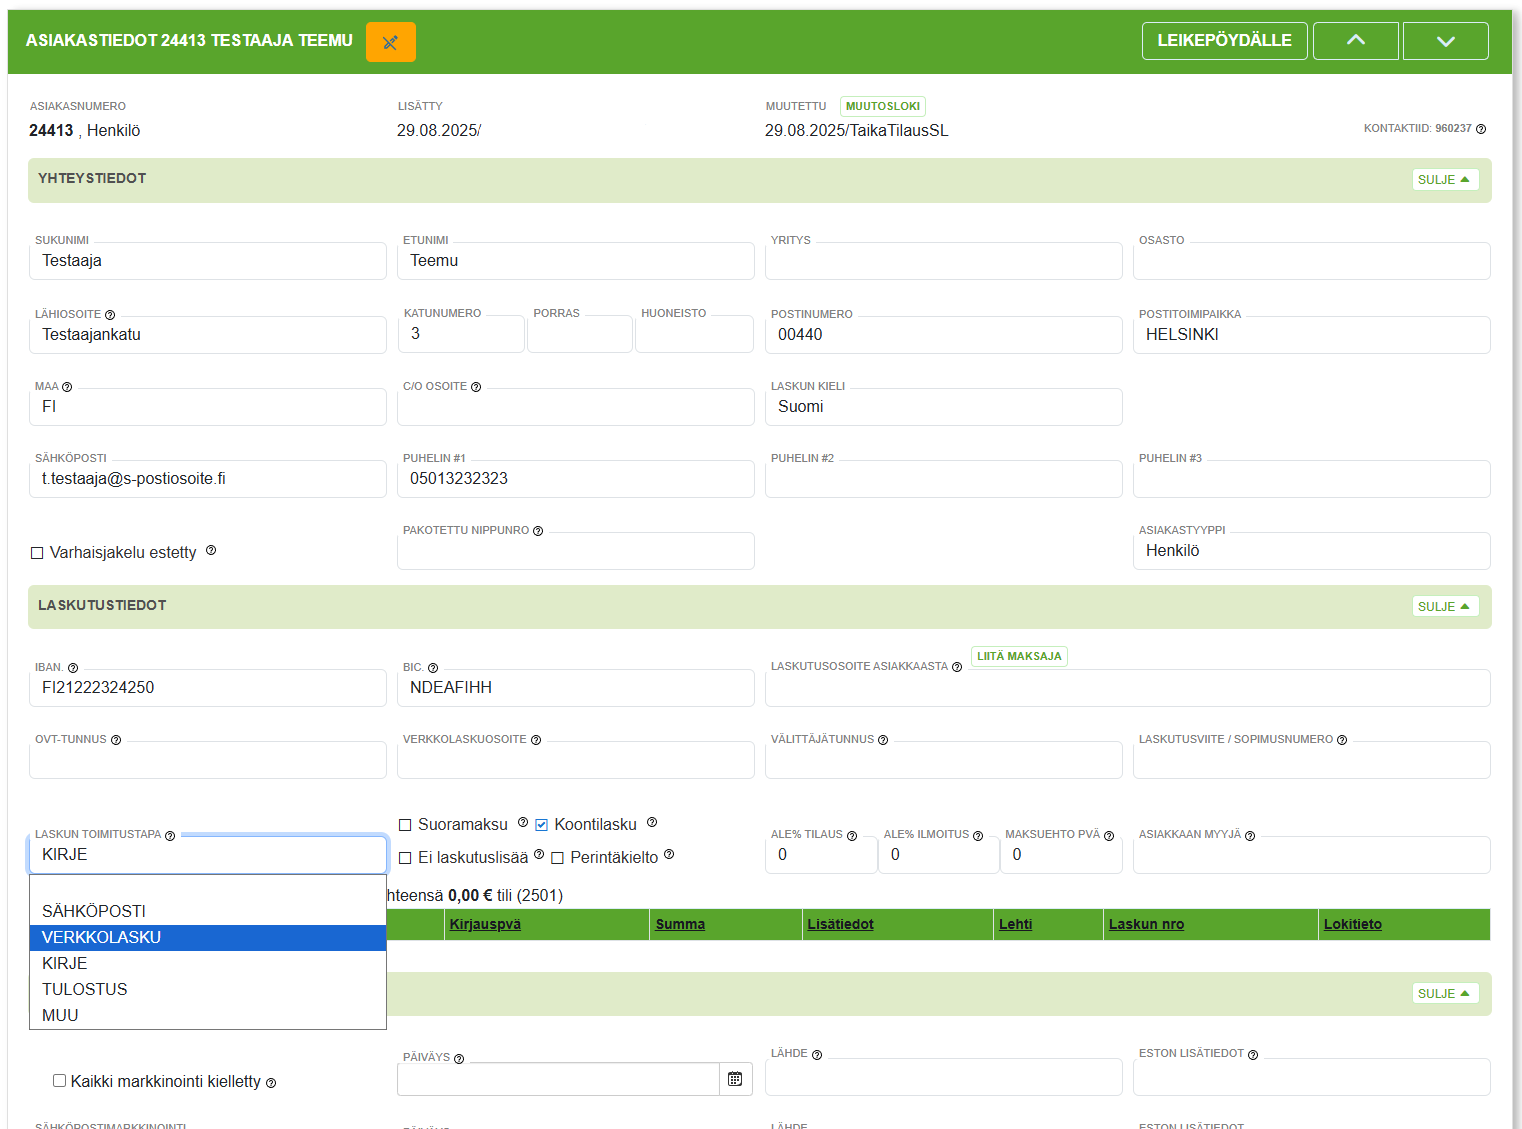 ASIAKASTIEDOT 24413 TESTAAJA TEEMU
LEIKEPÖYDÄLLE
ASIAKASNUMERO
24413 , Henkilö
LISÄTTY
29.08.2025/
MUUTETTU MUUTOSLOKI
29.08.2025/TaikaTilausSL
KONTAKTIID: 960237
YHTEYSTIEDOT
SULJE
SUKUNIMI
Testaaja
ETUNIMI
Teemu
YRITYS
OSASTO
LÄHIOSOITE
Testaajankatu
KATUNUMERO
3
PORRAS
HUONEISTO
POSTINUMERO
00440
POSTITOIMIPAIKKA
HELSINKI
MAA
FI
C/O OSOITE
LASKUN KIELI
Suomi
SÄHKÖPOSTI
t.testaaja@s-postiosoite.fi
PUHELIN #1
05013232323
PUHELIN #2
PUHELIN #3
Varhaisjakelu estetty
PAKOTETTU NIPPUNRO
ASIAKASTYYPPI
Henkilö
LASKUTUSTIEDOT
SULJE
IBAN.
FI21222324250
BIC.
NDEAFIHH
LASKUTUSOSOITE ASIAKKAASTA
LIITÄ MAKSAJA
OVT-TUNNUS
VERKKOLASKUOSOITE
VÄLITTÄJÄTUNNUS
LASKUTUSVIITE / SOPIMUSNUMERO
LASKUN TOIMITUSTAPA
KIRJE
Suoramaksu
Koontilasku
Ei laskutuslisää
Perintäkielto
ALE% TILAUS
0
ALE% ILMOITUS
0
MAKSUEHTO PVÄ
0
ASIAKKAAN MYYJÄ
hteensä 0,00 € tili (2501)
SÄHKÖPOSTI
VERKKOLASKU
KIRJE
TULOSTUS
MUU
Kirjauspvä
Summa
Lisätiedot
Lehti
Laskun nro
Lokitieto
SULJE
Kaikki markkinointi kielletty
PÄIVÄYS
LÄHDE
ESTON LISÄTIEDOT
SÄHKÖPOSTIMARKKINOINTI
PÄIVÄYS
LÄHDE
ESTON LISÄTIEDOT